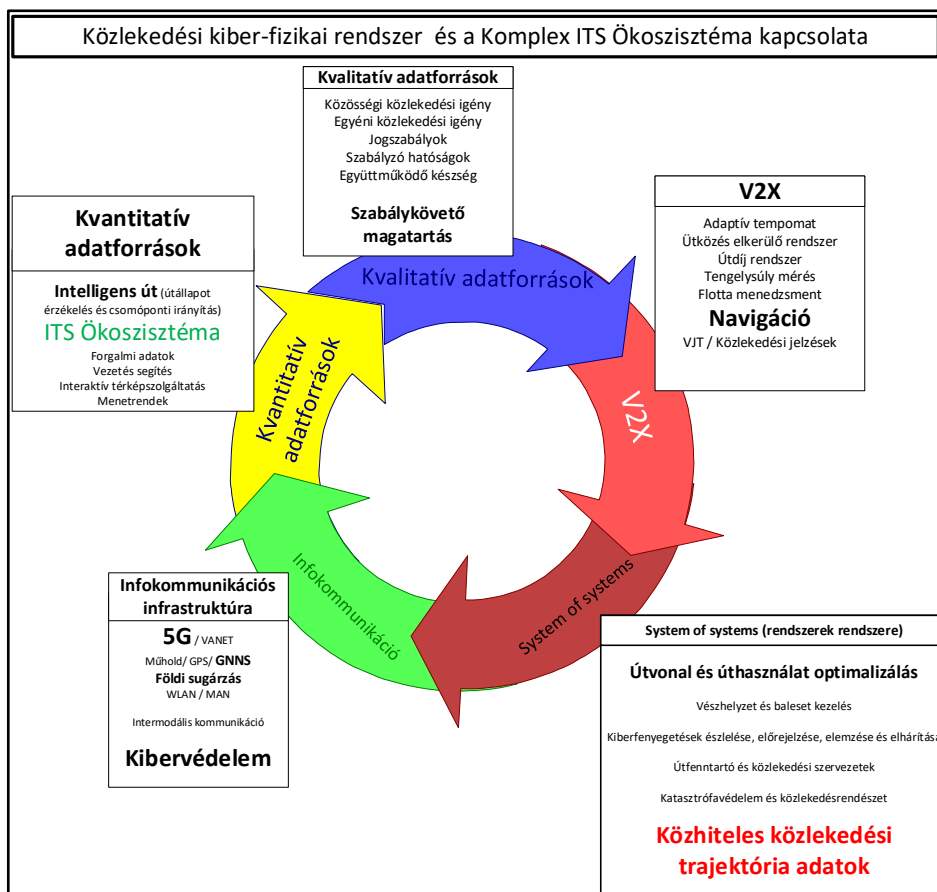 Közlekedési kiber-fizikai rendszer és a Komplex ITS Ökoszisztéma kapcsolata
Kvalitatív adatforrások
Közösségi közlekedési igény
Egyéni közlekedési igény
Jogszabályok
Szabályzó hatóságok
Együttműködő készség
Szabálykövető
magatartás
V2X
Adaptív tempomat
Ütközés elkerülő rendszer
Útdíj rendszer
Tengelysúly mérés
Flotta menedzsment
Navigáció
VJT / Közlekedési jelzések
Kvantitatív
adatforrások
Intelligens út (útállapot
érzékelés és csomóponti irányítás)
ITS Ökoszisztéma
Forgalmi adatok
Vezetés segítés
Interaktív térképszolgáltatás
Menetrendek
Kvalitatív adatforrások
V2X
System of systems
Infokommunikáció
Kvantitatív
adatforrások
Infokommunikációs
infrastruktúra
5G / VANET
Műhold/ GPS/ GNNS
Földi sugárzás
WLAN / MAN
Intermodális kommunikáció
Kibervédelem
System of systems (rendszerek rendszere)
Útvonal és úthasználat optimalizálás
Vészhelyzet és baleset kezelés
Kiberfenyegetések észlelése, előrejelzése, elemzése és elhárítása
Útfenntartó és közlekedési szervezetek
Katasztrófavédelem és közlekedésrendészet
Közhiteles közlekedési
trajektória adatok